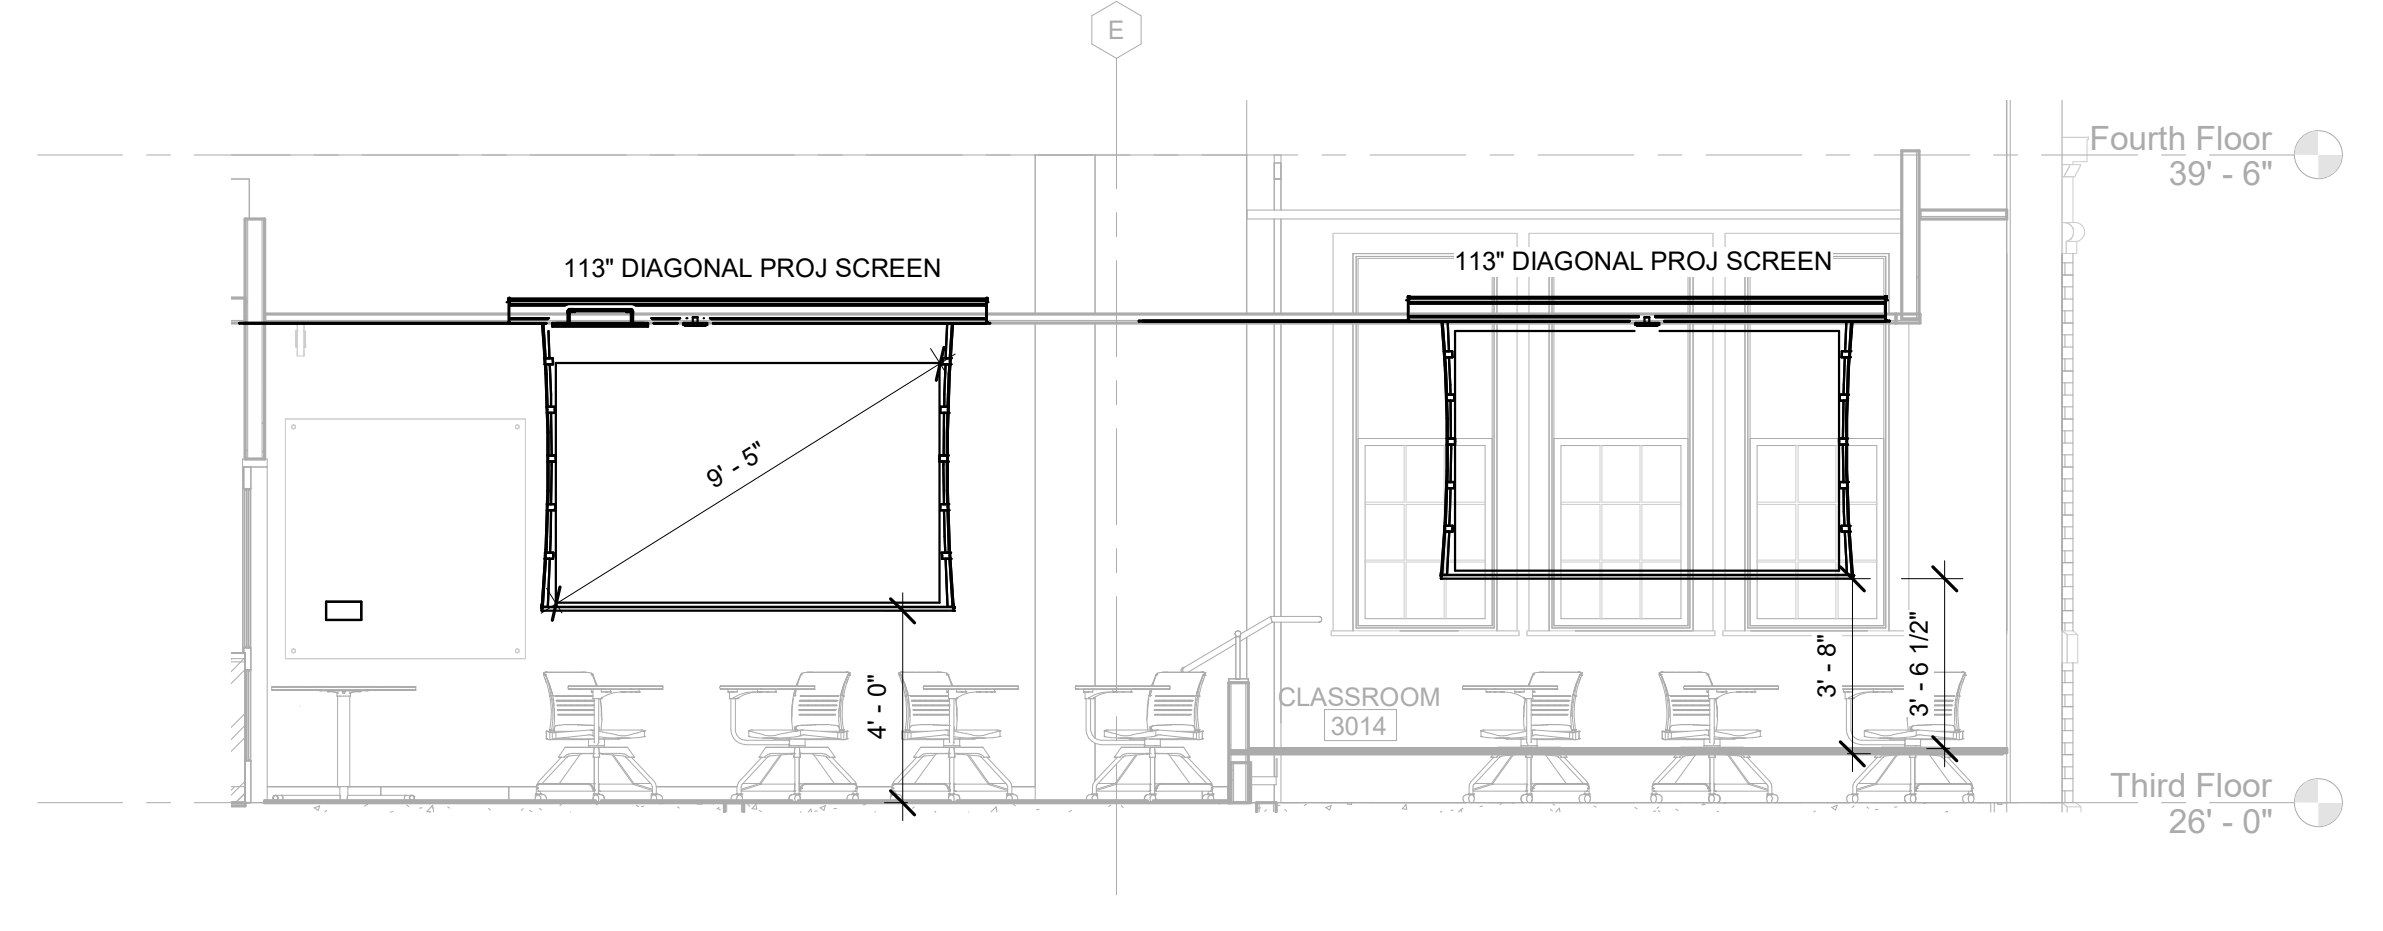 E
Fourth Floor
39' - 6"
113" DIAGONAL PROJ SCREEN
113" DIAGONAL PROJ SCREEN
9' - 5"
4' - 0"
3' - 8"
3' - 6 1/2"
CLASSROOM
3014
Third Floor
26' - 0"